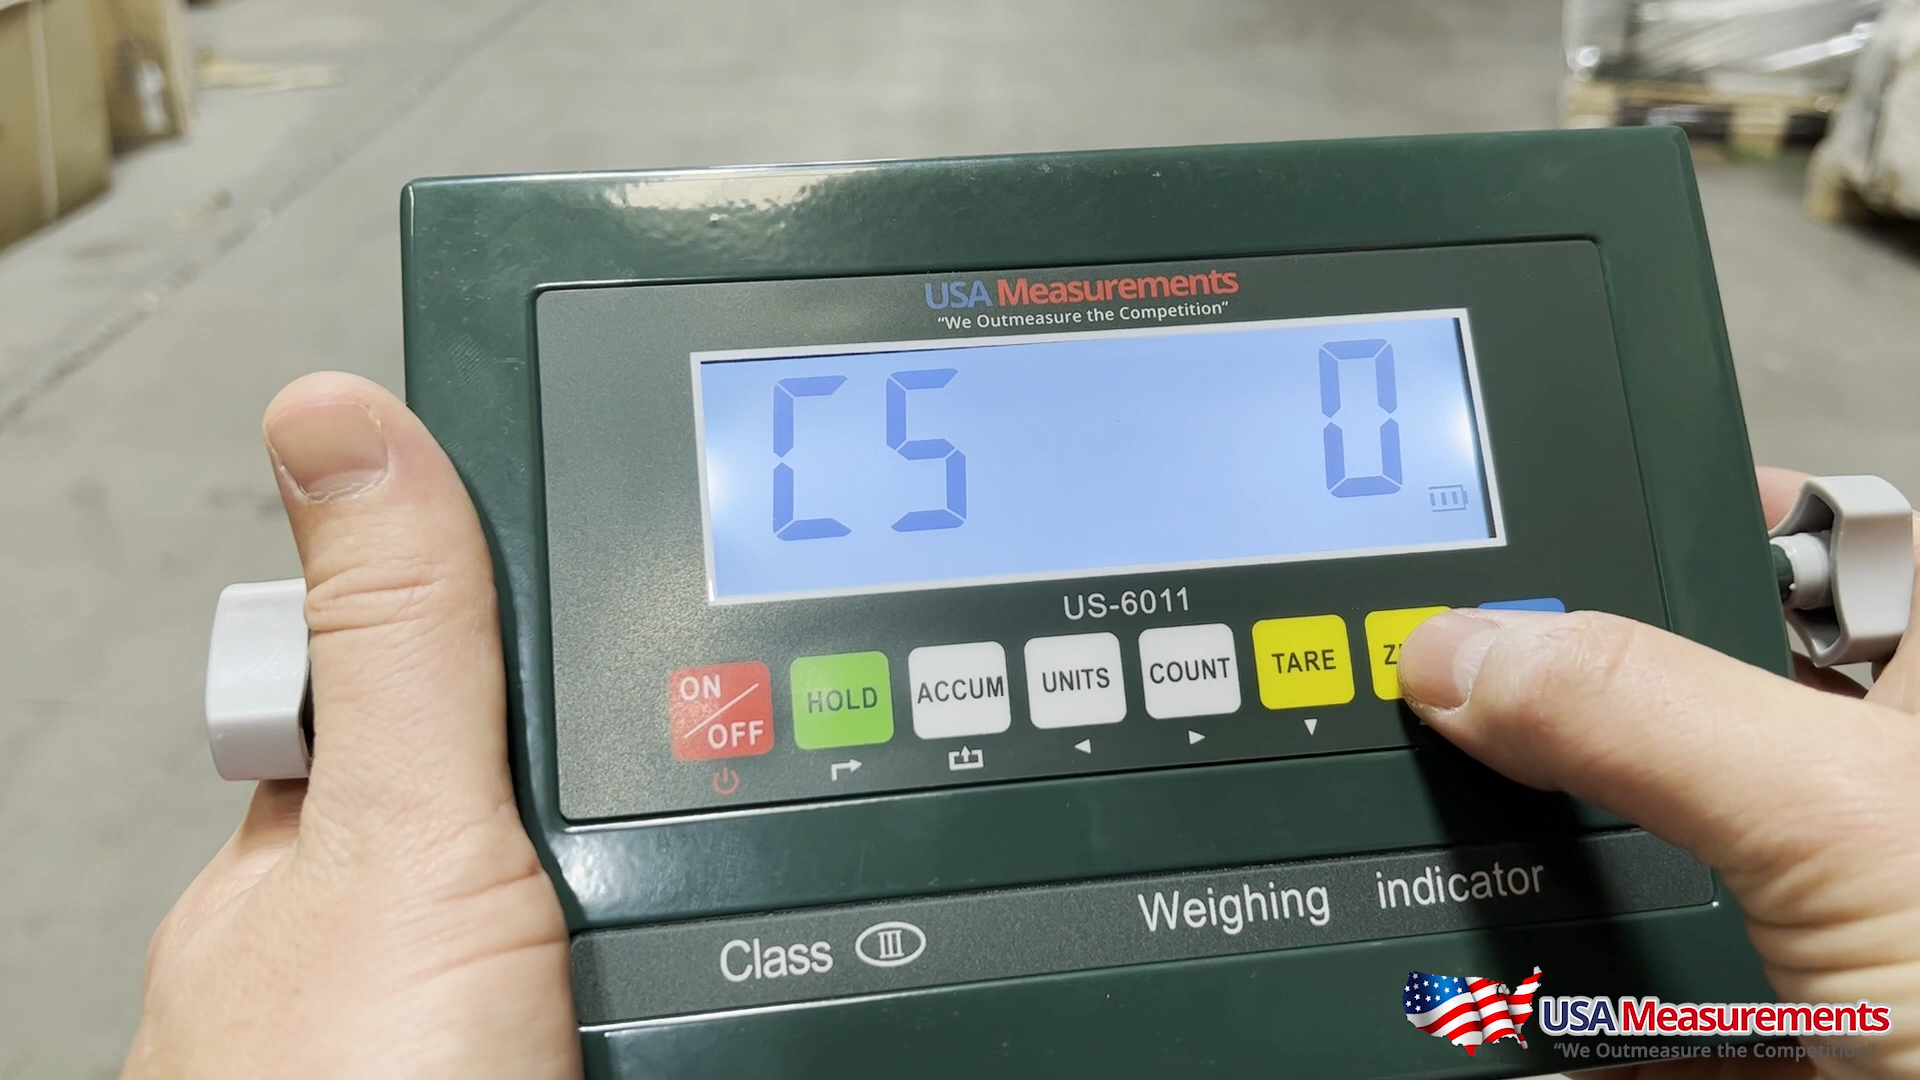 USA Measurements
“We Outmeasure the Competition”
C5 0
US-6011
ON/OFF
HOLD
ACCUM
UNITS
COUNT
TARE
Class III
Weighing indicator
USA Measurements
“We Outmeasure the Competition”